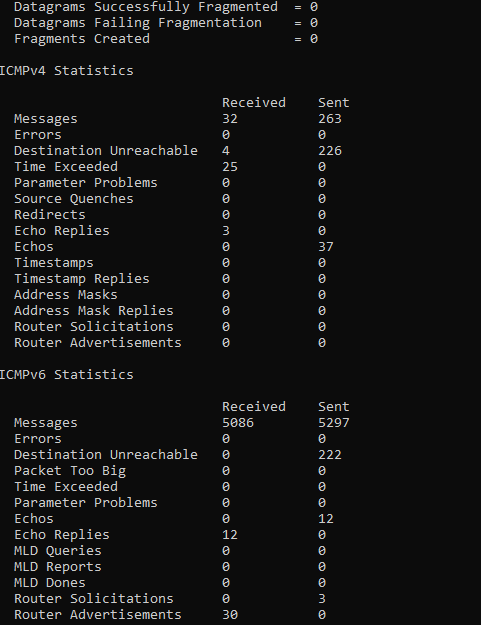 Datagrams Successfully Fragmented = 0
Datagrams Failing Fragmentation = 0
Fragments Created = 0
ICMPv4 Statistics
Received Sent
Messages 32 263
Errors 0 0
Destination Unreachable 4 226
Time Exceeded 25 0
Parameter Problems 0 0
Source Quenches 0 0
Redirects 0 0
Echo Replies 3 0
Echos 0 37
Timestamps 0 0
Timestamp Replies 0 0
Address Masks 0 0
Address Mask Replies 0 0
Router Solicitations 0 0
Router Advertisements 0 0
ICMPv6 Statistics
Received Sent
Messages 5086 5297
Errors 0 0
Destination Unreachable 0 222
Packet Too Big 0 0
Time Exceeded 0 0
Parameter Problems 0 0
Echos 0 12
Echo Replies 12 0
MLD Queries 0 0
MLD Reports 0 0
MLD Dones 0 0
Router Solicitations 0 3
Router Advertisements 30 0